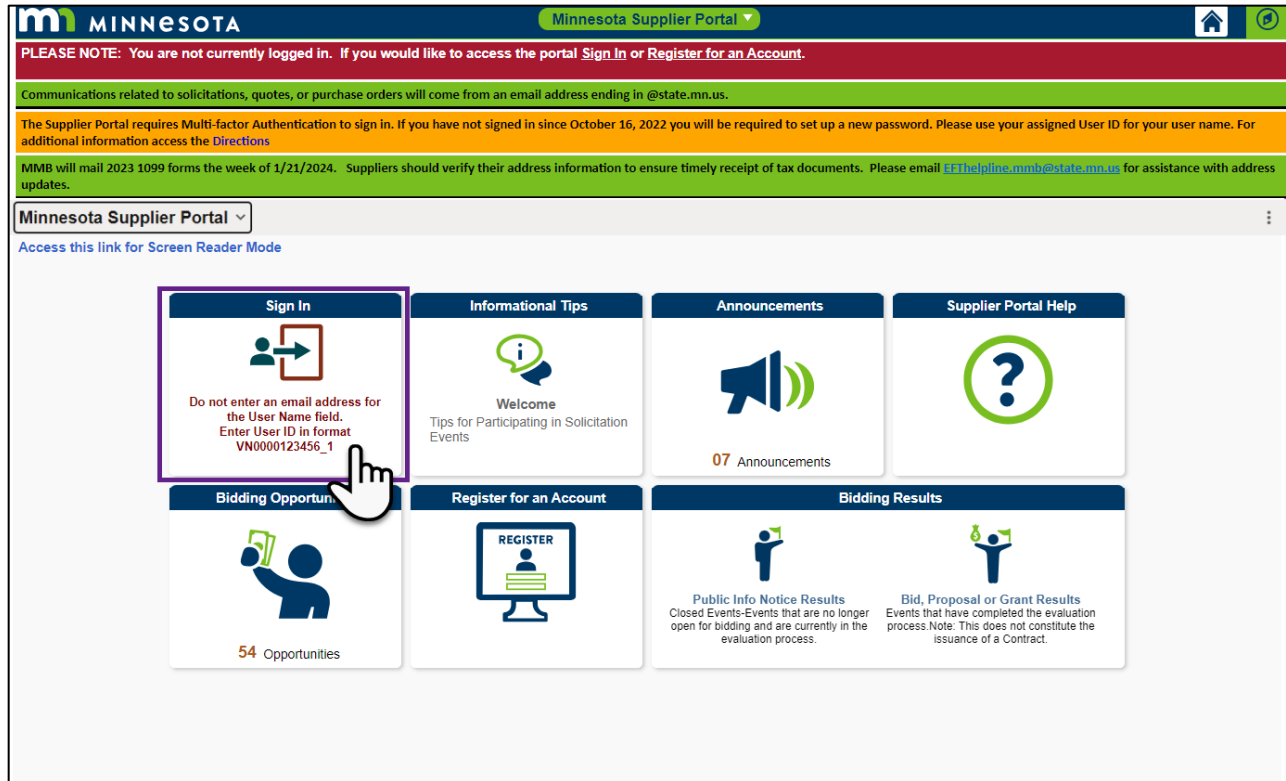 mn MINNESOTA
Minnesota Supplier Portal
PLEASE NOTE: You are not currently logged in. If you would like to access the portal Sign In or Register for an Account.
Communications related to solicitations, quotes, or purchase orders will come from an email address ending in @state.mn.us.
The Supplier Portal requires Multi-factor Authentication to sign in. If you have not signed in since October 16, 2022 you will be required to set up a new password. Please use your assigned User ID for your user name. For
additional information access the Directions
MMB will mail 2023 1099 forms the week of 1/21/2024. Suppliers should verify their address information to ensure timely receipt of tax documents. Please email EFThelpline.mmb@state.mn.us for assistance with address
updates.
Minnesota Supplier Portal
Access this link for Screen Reader Mode
Sign In
Do not enter an email address for
the User Name field.
Enter User ID in format
VN0000123456_1
Informational Tips
i
Welcome
Tips for Participating in Solicitation
Events
Announcements
07 Announcements
Supplier Portal Help
?
Bidding Opportun
54 Opportunities
Register for an Account
REGISTER
Bidding Results
Public Info Notice Results
Closed Events-Events that are no longer
open for bidding and are currently in the
evaluation process.
Bid, Proposal or Grant Results
Events that have completed the evaluation
process.Note: This does not constitute the
issuance of a Contract.